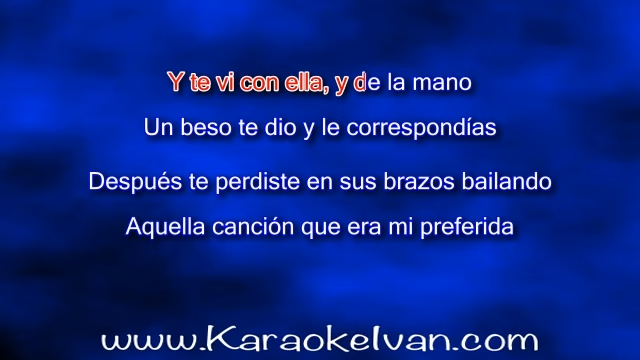 Y te vi con ella, y de la mano
Un beso te dio y le correspondías
Después te perdiste en sus brazos bailando
Aquella canción que era mi preferida
www.KaraokeIvan.com